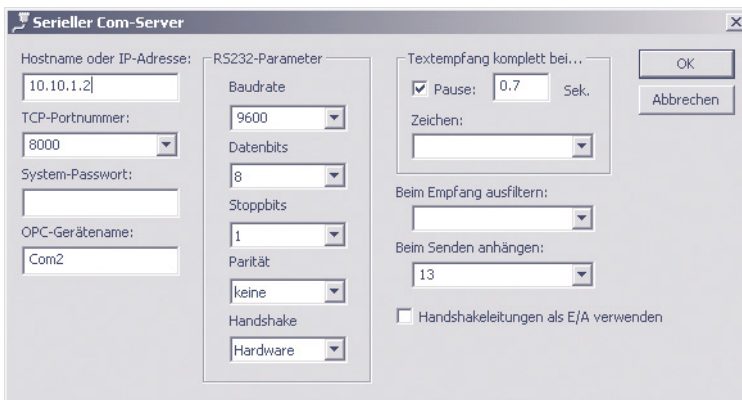 Serieller Com-Server
Hostname oder IP-Adresse:
10.10.1.2
TCP-Portnummer:
8000
System-Passwort:
OPC-Gerätename:
Com2
RS232-Parameter
Baudrate
9600
Datenbits
8
Stoppbits
1
Parität
keine
Handshake
Hardware
Textempfang komplett bei...
Pause: 0.7 Sek.
Zeichen:
Beim Empfang ausfiltern:
Beim Senden anhängen:
13
Handshakeleitungen als E/A verwenden
OK
Abbrechen